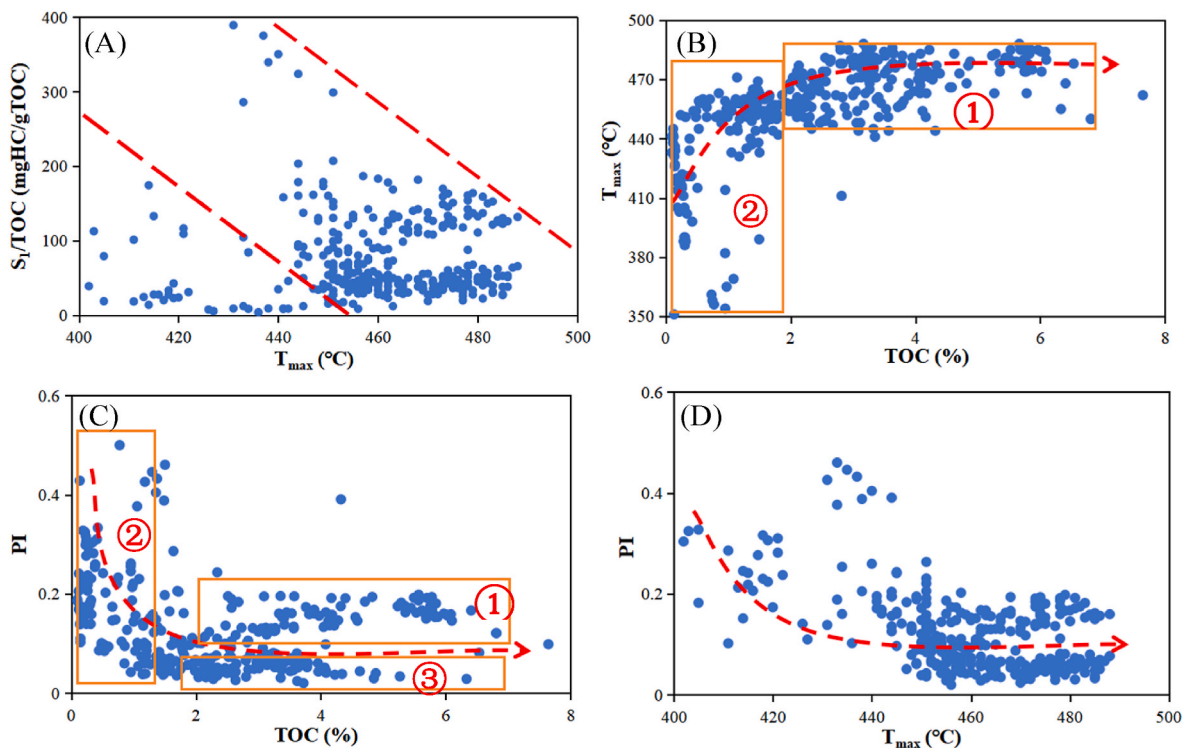 (A)
400
300
200
100
0
S₁/TOC (mgHC/gTOC)
400 420 440 460 480 500
Tmax (℃)
(B)
500
470
440
410
380
350
Tmax (℃)
①
②
0 2 4 6 8
TOC (%)
(C)
0.6
0.4
0.2
0
PI
②
①
③
0 2 4 6 8
TOC (%)
(D)
0.6
0.4
0.2
0
PI
400 420 440 460 480 500
Tmax (℃)